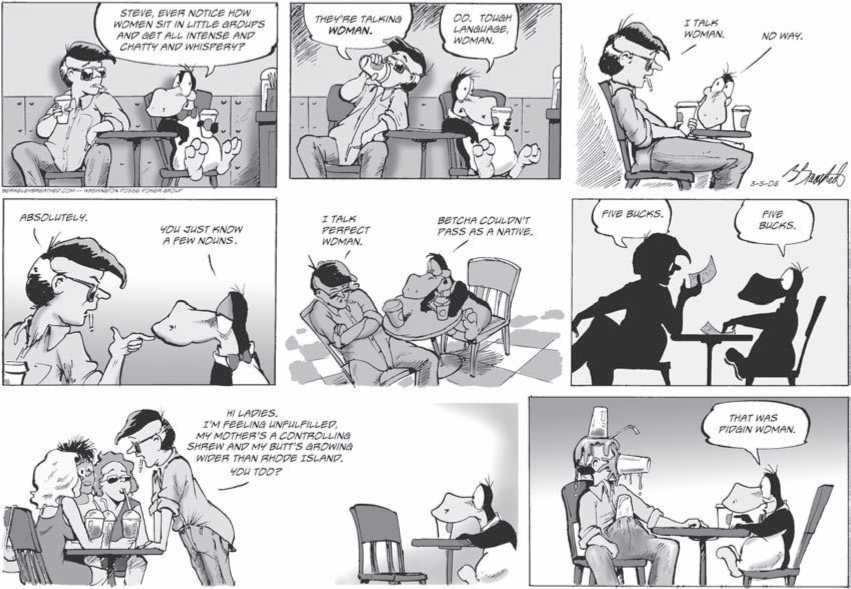 STEVE, EVER NOTICE HOW
WOMEN SIT IN LITTLE GROUPS
AND GET ALL INTENSE AND
CHATTY AND WHISPERY?
BERKELEYBREATHED.COM -- WASHINGTON POST WRITERS GROUP
THEY'RE TALKING
WOMAN.
OO. TOUGH
LANGUAGE,
WOMAN.
I TALK
WOMAN.
NO WAY.
3-5-06
ABSOLUTELY.
YOU JUST KNOW
A FEW NOUNS.
I TALK
PERFECT
WOMAN.
BETCHA COULDN'T
PASS AS A NATIVE.
FIVE BUCKS.
FIVE
BUCKS.
HI LADIES.
I'M FEELING UNFULFILLED,
MY MOTHER'S A CONTROLLING
SHREW AND MY BUTT'S GROWING
WIDER THAN RHODE ISLAND.
YOU TOO?
THAT WAS
PIDGIN WOMAN.